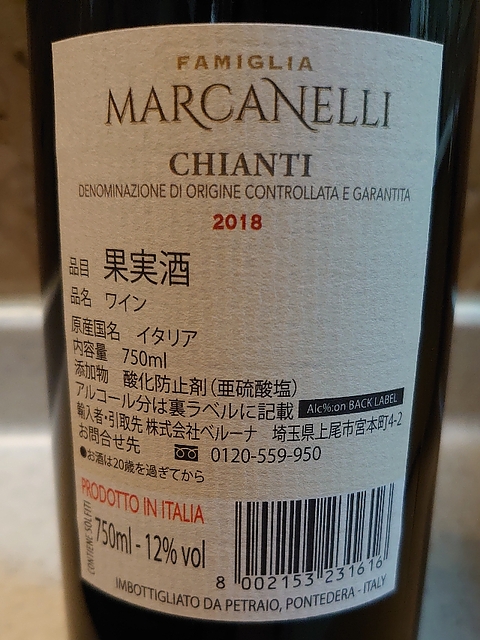 FAMIGLIA
MARCANELLI
CHIANTI
DENOMINAZIONE DI ORIGINE CONTROLLATA E GARANTITA
2018
品目 果実酒
品名 ワイン
原産国名 イタリア
内容量 750ml
添加物 酸化防止剤(亜硫酸塩)
アルコール分は裏ラベルに記載 Alc%:on BACK LABEL
輸入者・引取先 株式会社ベルーナ 埼玉県上尾市宮本町4-2
お問合せ先 0120-559-950
●お酒は20歳を過ぎてから
PRODOTTO IN ITALIA
CONTIENE SOLFITI
750ml - 12% vol
8 002153 231616
IMBOTTIGLIATO DA PETRAIO, PONTEDERA - ITALY